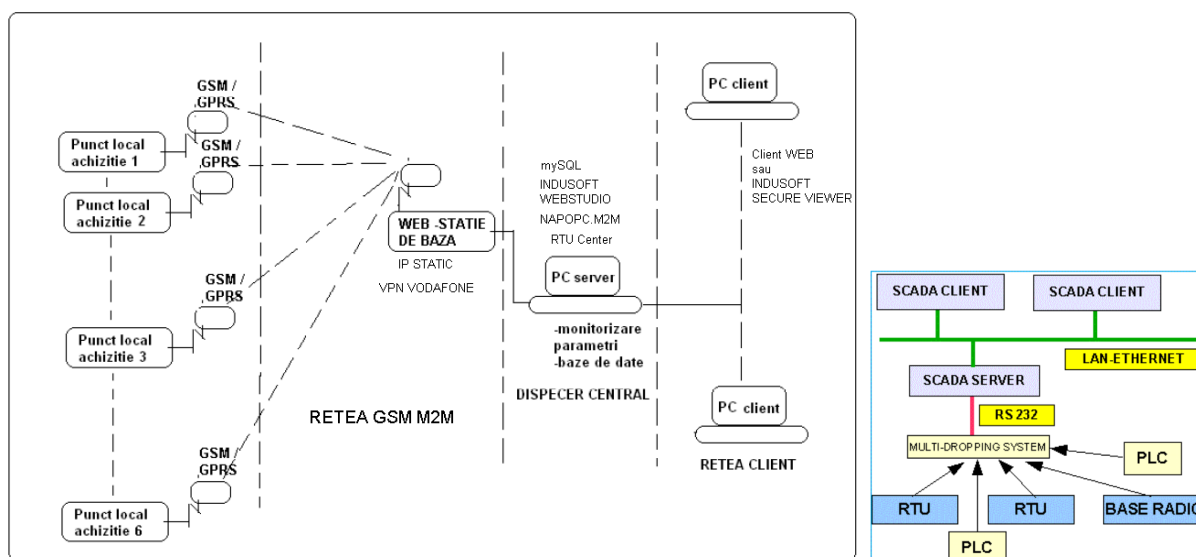 GSM /
GPRS
Punct local
achizitie 1
GSM /
GPRS
Punct local
achizitie 2
GSM /
GPRS
Punct local
achizitie 3
GSM /
GPRS
Punct local
achizitie 6
RETEA GSM M2M
WEB -STATIE
DE BAZA
IP STATIC
VPN VODAFONE
mySQL
INDUSOFT
WEBSTUDIO
NAPOPC.M2M
RTU Center
PC server
-monitorizare
parametri
-baze de date
DISPECER CENTRAL
PC client
Client WEB
sau
INDUSOFT
SECURE VIEWER
PC client
RETEA CLIENT
SCADA CLIENT
SCADA CLIENT
LAN-ETHERNET
SCADA SERVER
RS 232
MULTI-DROPPING SYSTEM
PLC
RTU
RTU
BASE RADIO
PLC